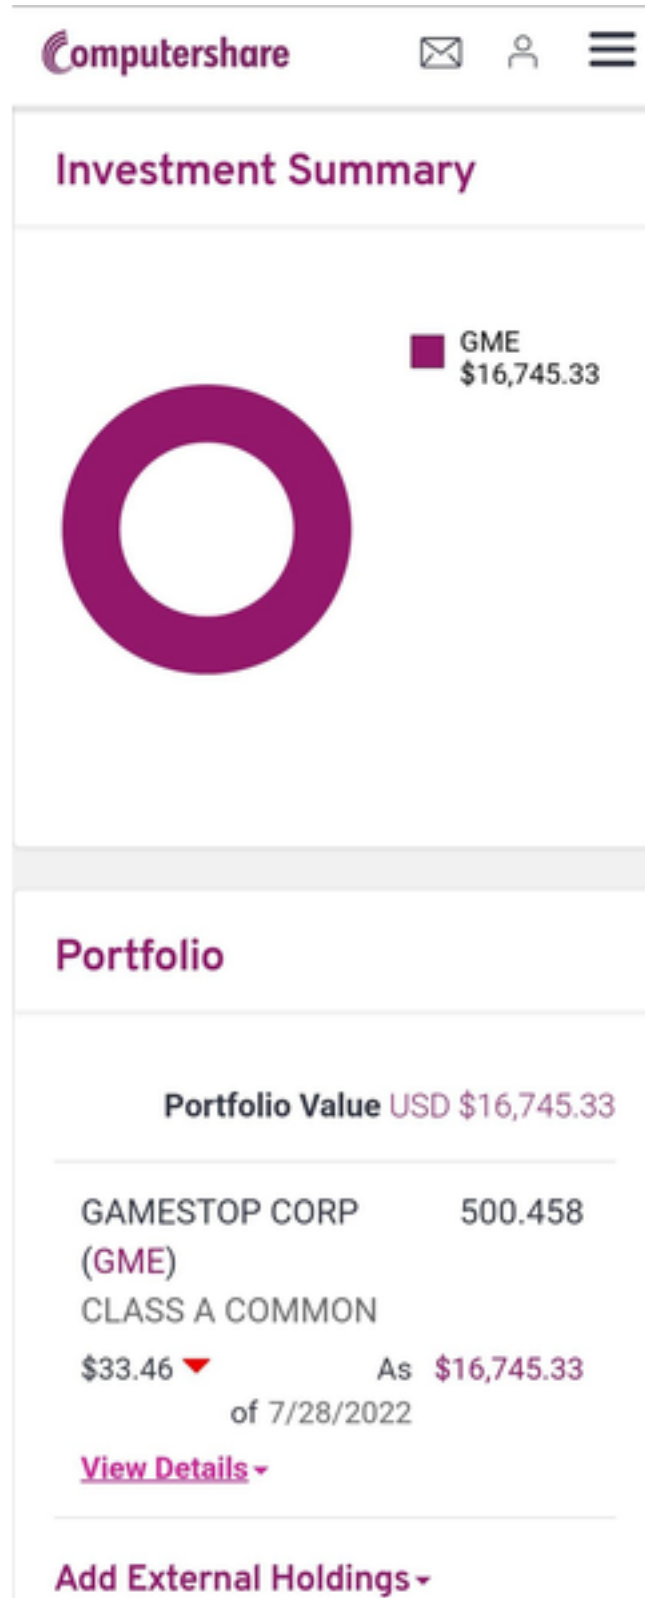 Computershare
Investment Summary
GME
$16,745.33
Portfolio
Portfolio Value USD $16,745.33
GAMESTOP CORP 500.458
(GME)
CLASS A COMMON
$33.46 As $16,745.33
of 7/28/2022
View Details
Add External Holdings